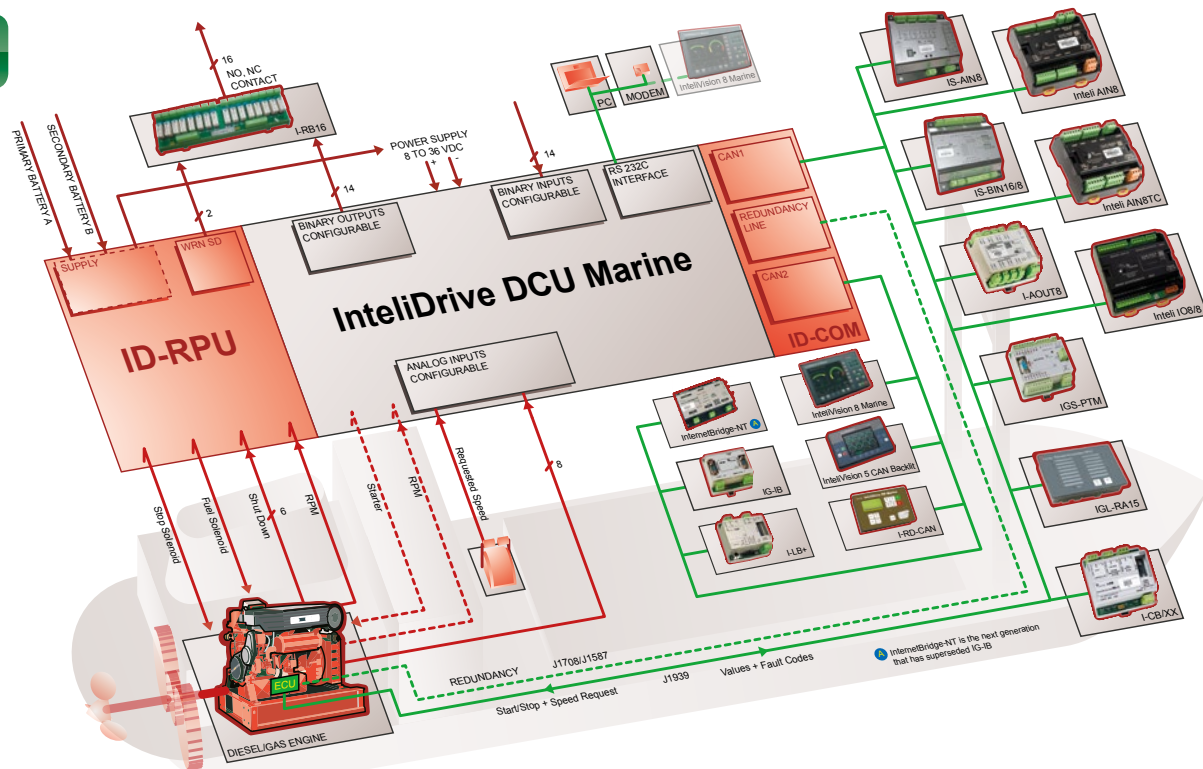 16
NO, NC
CONTACT
I-RB16
PRIMARY BATTERY A
SECONDARY BATTERY B
POWER SUPPLY
8 TO 36 VDC
+ -
14
2
14
PC
MODEM
InteliVision 8 Marine
IS-AIN8
Inteli AIN8
IS-BIN16/8
Inteli AIN8TC
I-AOUT8
Inteli IO8/8
IGS-PTM
IGL-RA15
I-CB/XX
SUPPLY
WRN SD
BINARY OUTPUTS
CONFIGURABLE
BINARY INPUTS
CONFIGURABLE
RS 232C
INTERFACE
CAN1
REDUNDANCY
LINE
CAN2
ID-RPU
InteliDrive DCU Marine
ID-COM
ANALOG INPUTS
CONFIGURABLE
InternetBridge-NT A
InteliVision 8 Marine
IG-IB
InteliVision 5 CAN Backlit
I-LB+
I-RD-CAN
Stop Solenoid
Fuel Solenoid
Shut Down
6
RPM
Starter
RPM
Requested Speed
8
ECU
DIESEL/GAS ENGINE
REDUNDANCY
J1708/J1587
Start/Stop + Speed Request
J1939
Values + Fault Codes
A InternetBridge-NT is the next generation
that has superseded IG-IB